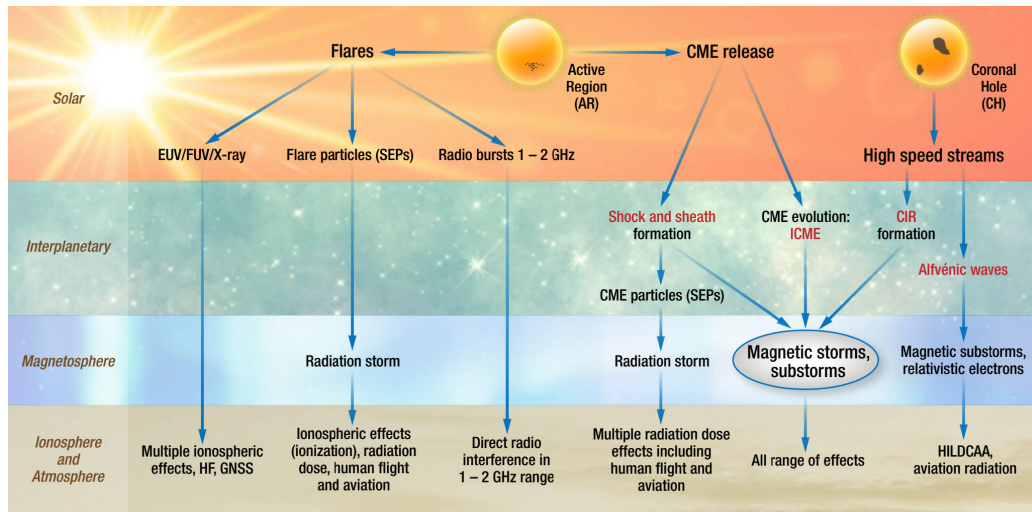 Solar
Flares
Active
Region
(AR)
CME release
Coronal
Hole
(CH)
EUV/FUV/X-ray
Flare particles (SEPs)
Radio bursts 1 – 2 GHz
High speed streams
Interplanetary
Shock and sheath
formation
CME evolution:
ICME
CIR
formation
Alfvénic waves
CME particles (SEPs)
Magnetosphere
Radiation storm
Radiation storm
Magnetic storms,
substorms
Magnetic substorms,
relativistic electrons
Ionosphere
and
Atmosphere
Multiple ionospheric
effects, HF, GNSS
Ionospheric effects
(ionization), radiation
dose, human flight
and aviation
Direct radio
interference in
1 – 2 GHz range
Multiple radiation dose
effects including
human flight and
aviation
All range of effects
HILDCAA,
aviation radiation